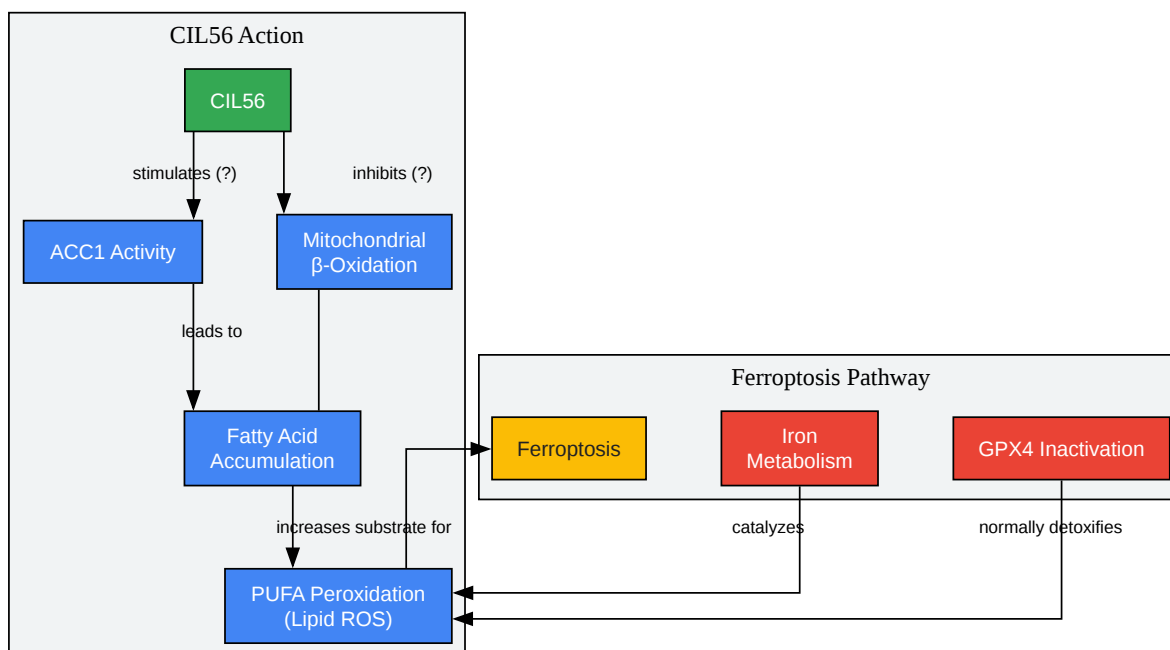 CIL56 Action
CIL56
stimulates (?)
inhibits (?)
ACC1 Activity
Mitochondrial
β-Oxidation
leads to
Ferroptosis Pathway
Fatty Acid
Accumulation
Ferroptosis
Iron
Metabolism
GPX4 Inactivation
increases substrate for
catalyzes
normally detoxifies
PUFA Peroxidation
(Lipid ROS)